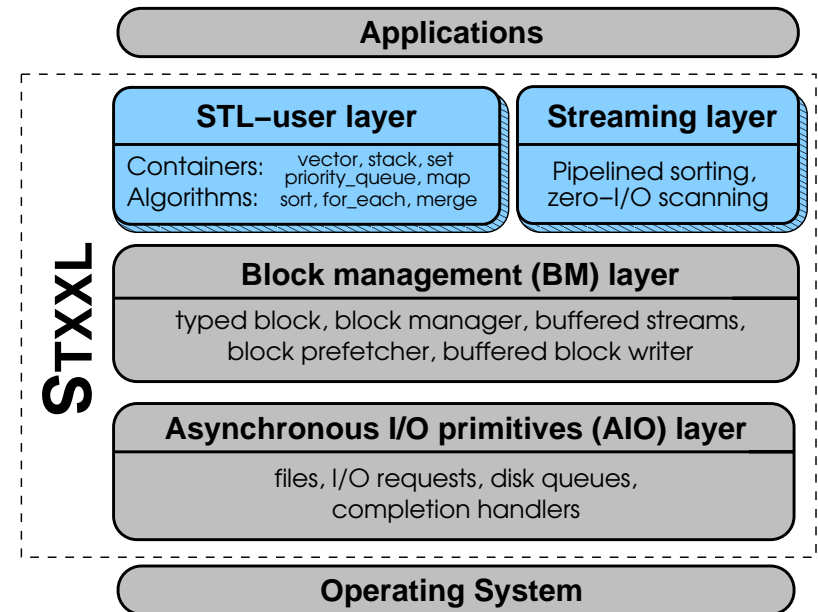 Applications
STL–user layer
Containers: vector, stack, set
priority_queue, map
Algorithms: sort, for_each, merge
Streaming layer
Pipelined sorting,
zero–I/O scanning
STXXL
Block management (BM) layer
typed block, block manager, buffered streams,
block prefetcher, buffered block writer
Asynchronous I/O primitives (AIO) layer
files, I/O requests, disk queues,
completion handlers
Operating System